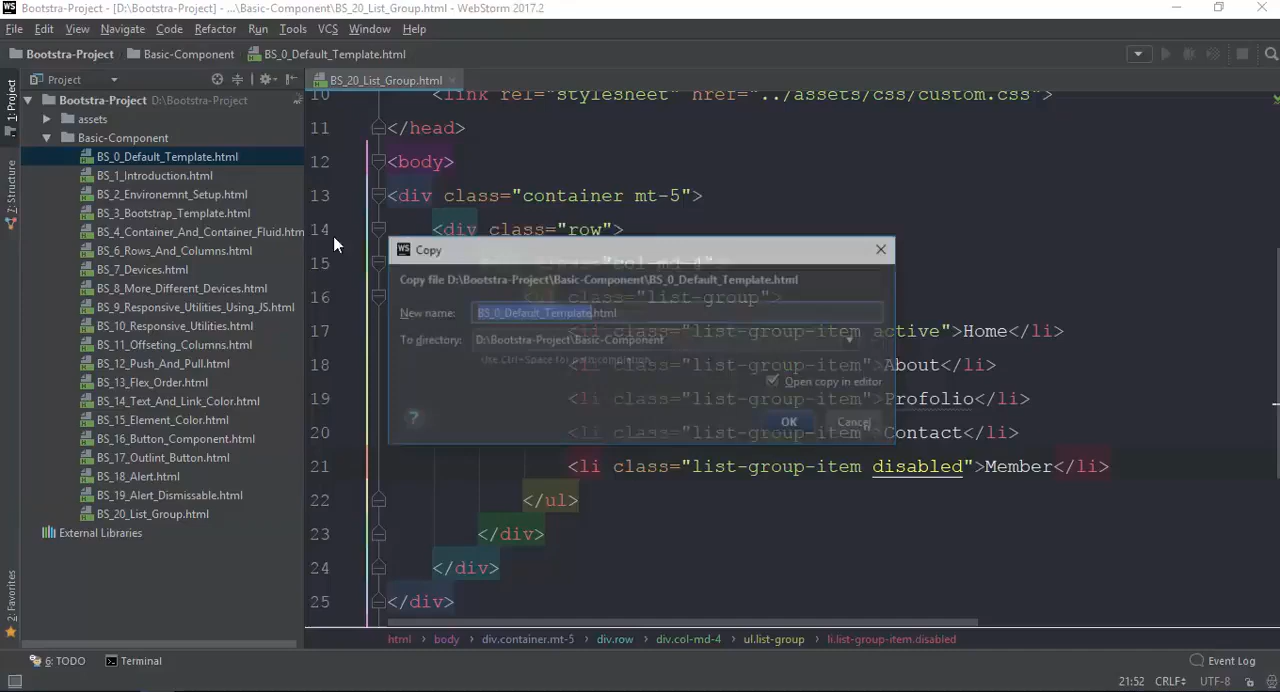 WS Bootstra-Project - [D:\Bootstra-Project] - ...\Basic-Component\BS_20_List_Group.html - WebStorm 2017.2
File Edit View Navigate Code Refactor Run Tools VCS Window Help
Bootstra-Project Basic-Component BS_0_Default_Template.html
1: Project
Z: Structure
2: Favorites
Project BS_20_List_Group.html
Bootstra-Project D:\Bootstra-Project
assets
Basic-Component
BS_0_Default_Template.html
BS_1_Introduction.html
BS_2_Environemnt_Setup.html
BS_3_Bootstrap_Template.html
BS_4_Container_And_Container_Fluid.htm
BS_6_Rows_And_Columns.html
BS_7_Devices.html
BS_8_More_Different_Devices.html
BS_9_Responsive_Utilities_Using_JS.html
BS_10_Responsive_Utilities.html
BS_11_Offseting_Columns.html
BS_12_Push_And_Pull.html
BS_13_Flex_Order.html
BS_14_Text_And_Link_Color.html
BS_15_Element_Color.html
BS_16_Button_Component.html
BS_17_Outlint_Button.html
BS_18_Alert.html
BS_19_Alert_Dismissable.html
BS_20_List_Group.html
External Libraries
10 <link rel="stylesheet" href="../assets/css/custom.css">
11 </head>
12 <body>
13 <div class="container mt-5">
14 <div class="row">
15 "col-md-4"
16 class="list-group">
17 class="list-group-item active">Home</li>
18 <li class="list-group-item">About</li>
19 <li class="list-group-item">Profolio</li>
20 <li class="list-group-item">Contact</li>
21 <li class="list-group-item disabled">Member</li>
22 </ul>
23 </div>
24 </div>
25 </div>
WS Copy
Copy file D:\Bootstra-Project\Basic-Component\BS_0_Default_Template.html
New name: BS_0_Default_Template.html
To directory: D:\Bootstra-Project\Basic-Component
Open copy in editor
? OK Cancel
html body div.container.mt-5 div.row div.col-md-4 ul.list-group li.list-group-item.disabled
6: TODO Terminal Event Log
21:52 CRLF UTF-8